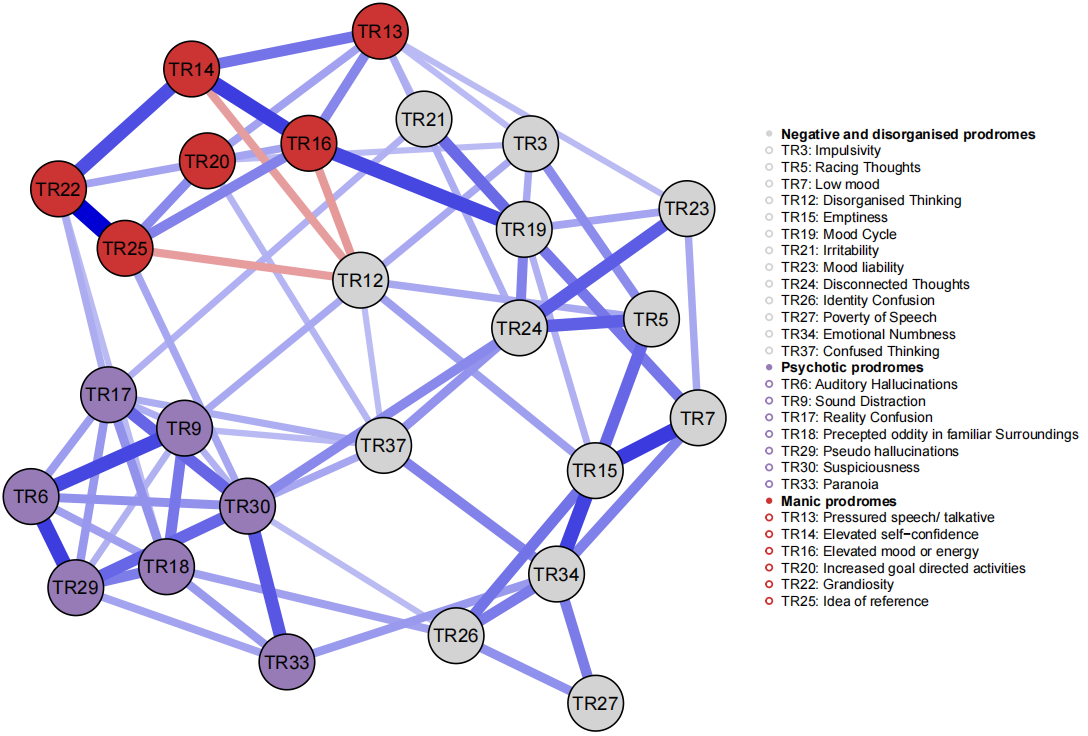 TR13
TR14
TR21
TR16
TR3
TR20
TR22
TR23
TR19
TR25
TR12
TR5
TR24
TR17
TR7
TR9
TR37
TR15
TR6
TR30
TR18
TR34
TR29
TR26
TR33
TR27
Negative and disorganised prodromes
TR3: Impulsivity
TR5: Racing Thoughts
TR7: Low mood
TR12: Disorganised Thinking
TR15: Emptiness
TR19: Mood Cycle
TR21: Irritability
TR23: Mood liability
TR24: Disconnected Thoughts
TR26: Identity Confusion
TR27: Poverty of Speech
TR34: Emotional Numbness
TR37: Confused Thinking
Psychotic prodromes
TR6: Auditory Hallucinations
TR9: Sound Distraction
TR17: Reality Confusion
TR18: Precepted oddity in familiar Surroundings
TR29: Pseudo hallucinations
TR30: Suspiciousness
TR33: Paranoia
Manic prodromes
TR13: Pressured speech/ talkative
TR14: Elevated self−confidence
TR16: Elevated mood or energy
TR20: Increased goal directed activities
TR22: Grandiosity
TR25: Idea of reference